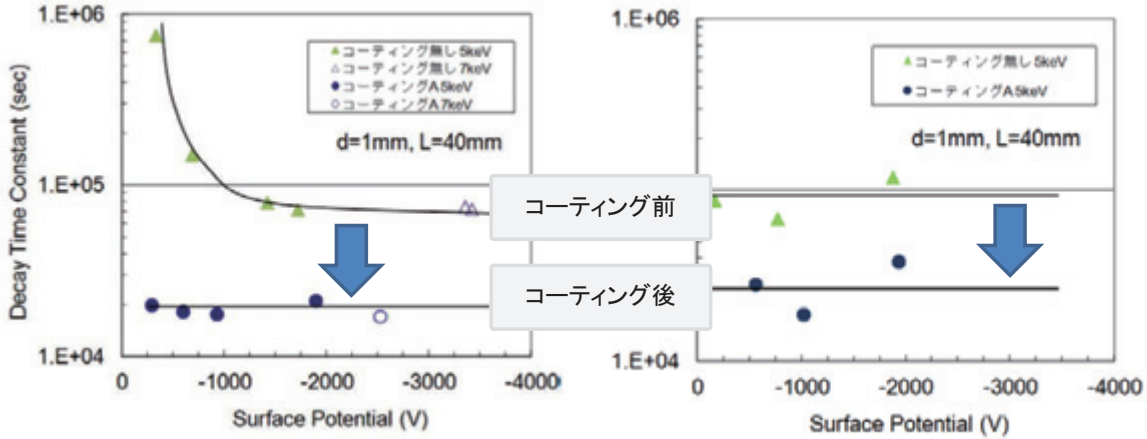 1.E+06
1.E+05
1.E+04
Decay Time Constant (sec)
▲コーティング無し5keV
△コーティング無し7keV
●コーティングA5keV
○コーティングA7keV
d=1mm, L=40mm
0 -1000 -2000 -3000 -4000
Surface Potential (V)
コーティング前
コーティング後
1.E+06
1.E+04
▲コーティング無し5keV
●コーティングA5keV
d=1mm, L=40mm
0 -1000 -2000 -3000 -4000
Surface Potential (V)